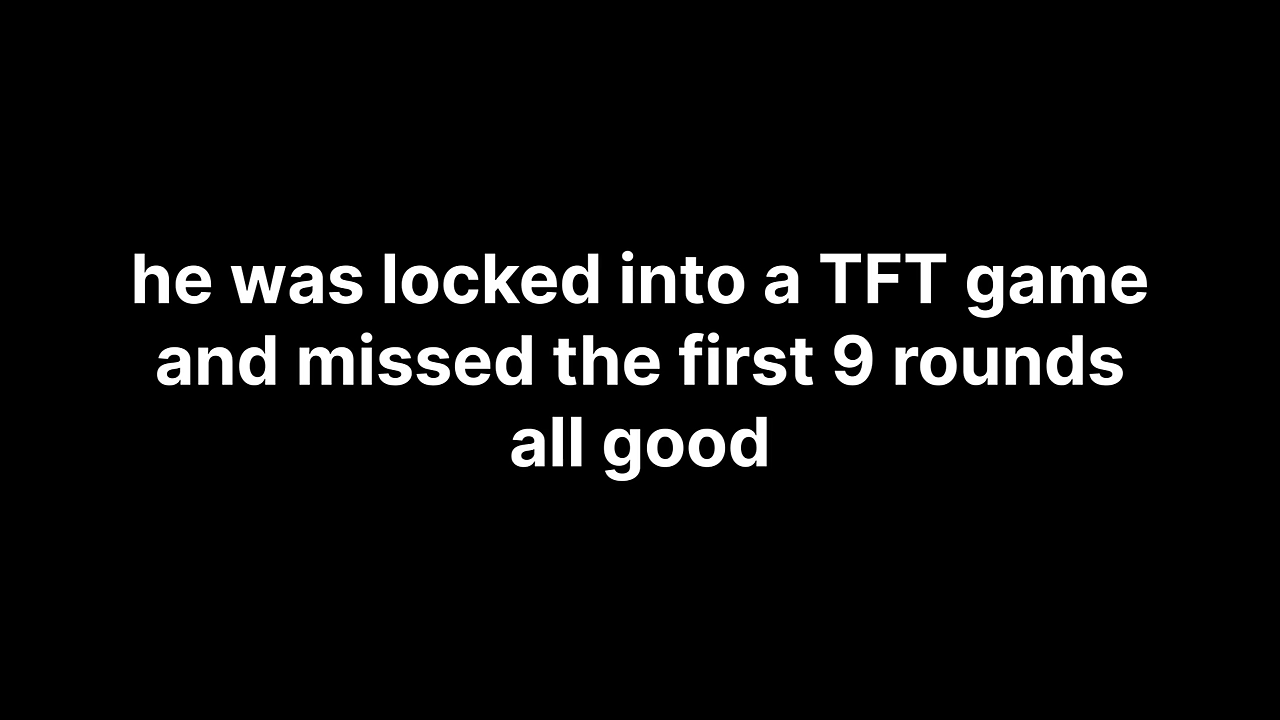 he was locked into a TFT game
and missed the first 9 rounds
all good